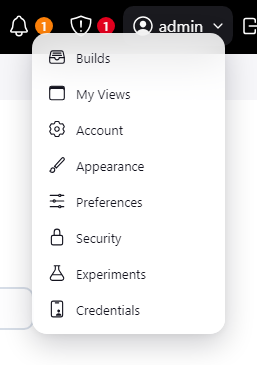 1 1 admin
Builds
My Views
Account
Appearance
Preferences
Security
Experiments
Credentials